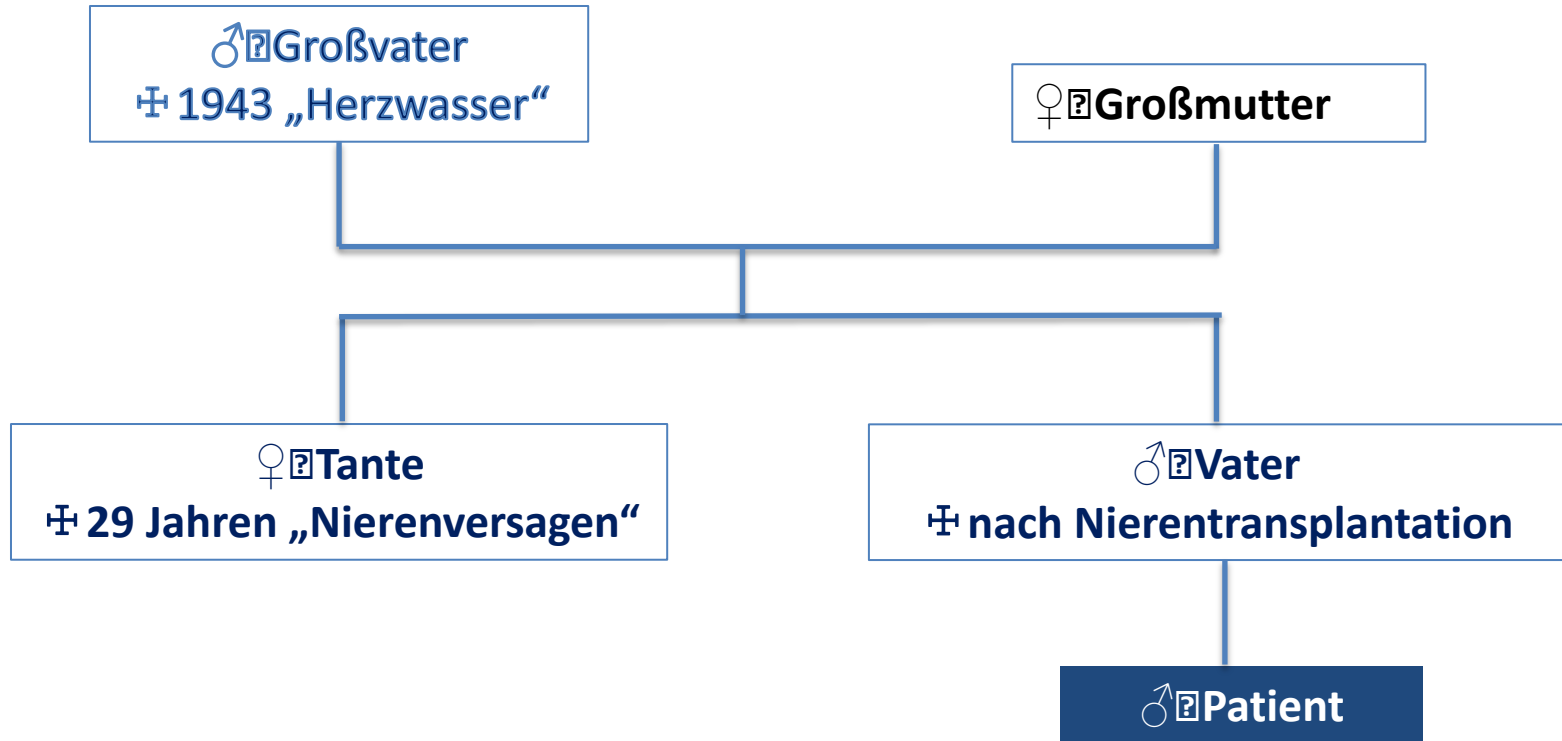 ♂⍰Großvater
✠ 1943 „Herzwasser“
♀⍰Großmutter
♀⍰Tante
✠ 29 Jahren „Nierenversagen“
♂⍰Vater
✠ nach Nierentransplantation
♂⍰Patient